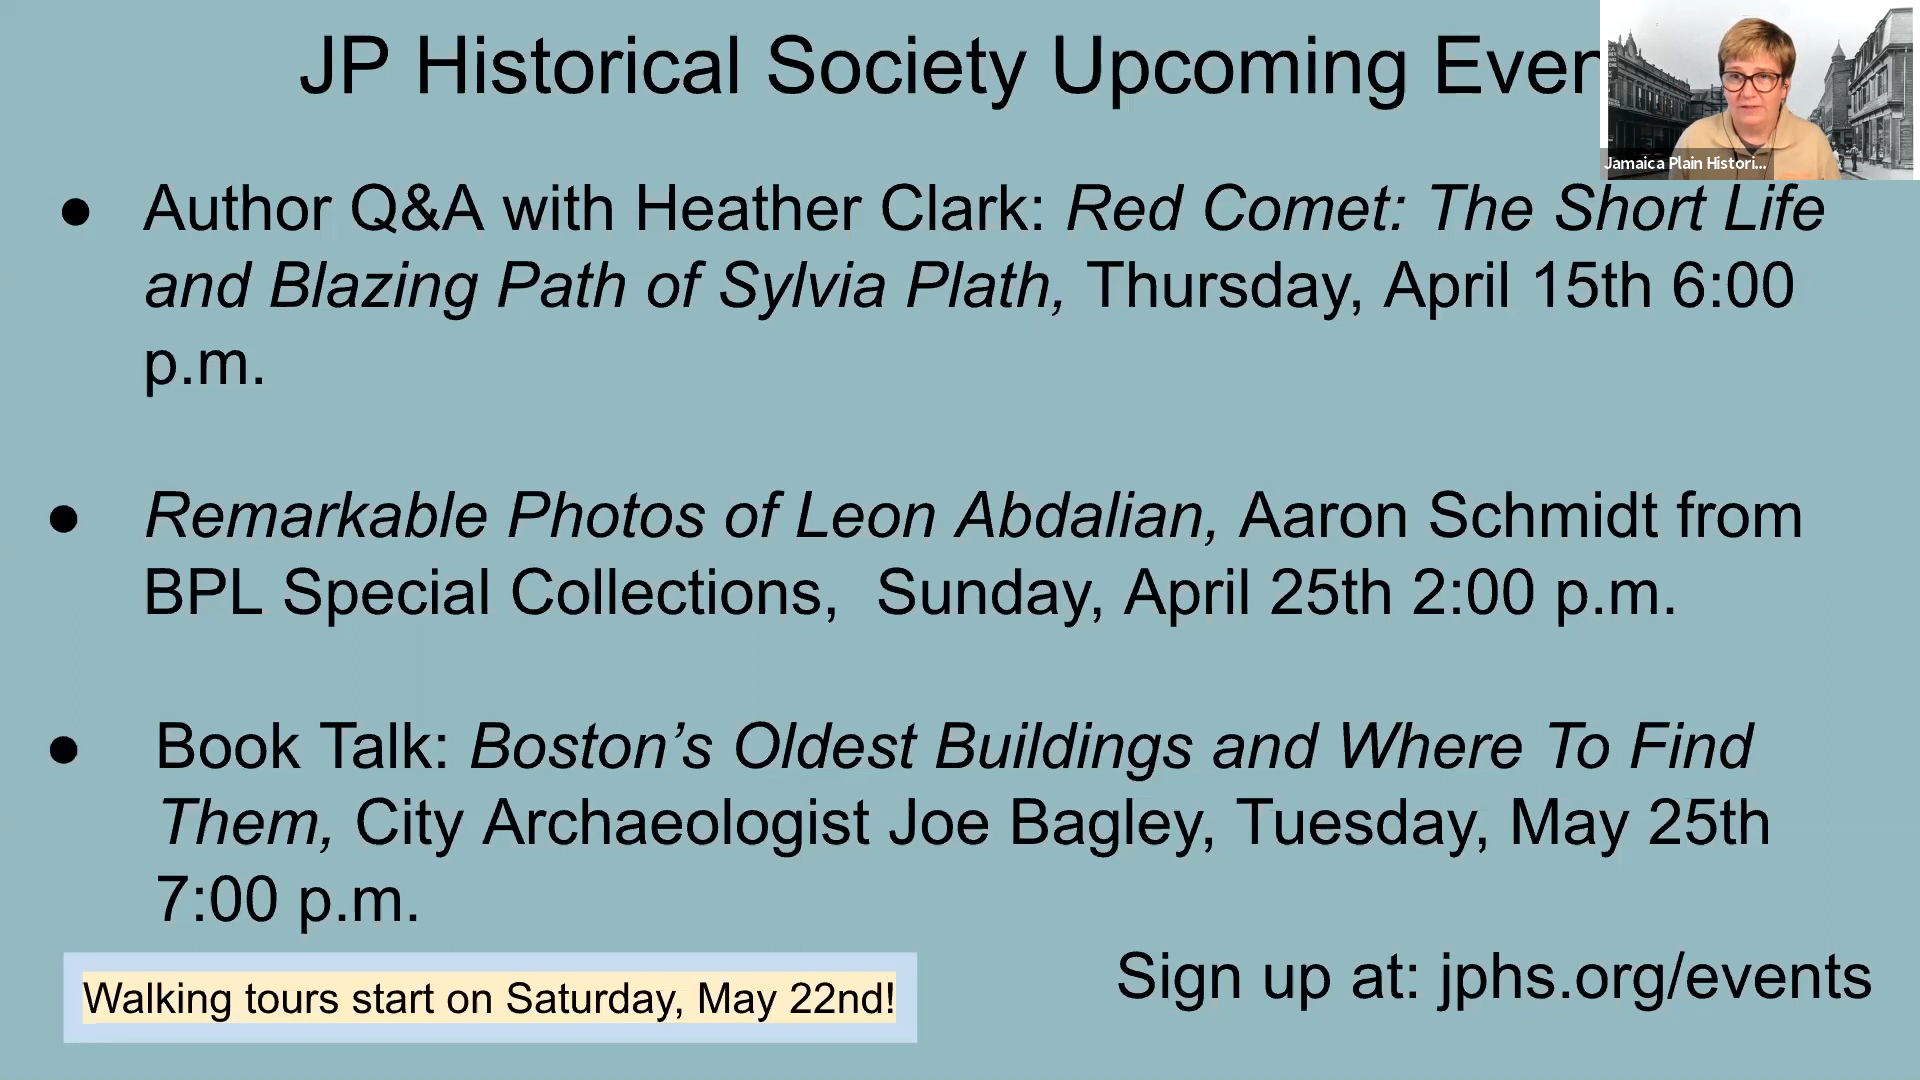 JP Historical Society Upcoming Even
Jamaica Plain Histori...
● Author Q&A with Heather Clark: Red Comet: The Short Life
and Blazing Path of Sylvia Plath, Thursday, April 15th 6:00
p.m.
● Remarkable Photos of Leon Abdalian, Aaron Schmidt from
BPL Special Collections,  Sunday, April 25th 2:00 p.m.
● Book Talk: Boston’s Oldest Buildings and Where To Find
Them, City Archaeologist Joe Bagley, Tuesday, May 25th
7:00 p.m.
Sign up at: jphs.org/events
Walking tours start on Saturday, May 22nd!